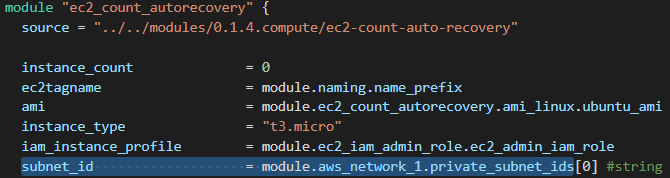 module "ec2_count_autorecovery" {
source = "../../modules/0.1.4.compute/ec2-count-auto-recovery"
instance_count = 0
ec2tagname = module.naming.name_prefix
ami = module.ec2_count_autorecovery.ami_linux.ubuntu_ami
instance_type = "t3.micro"
iam_instance_profile = module.ec2_iam_admin_role.ec2_admin_iam_role
subnet_id = module.aws_network_1.private_subnet_ids[0] #string